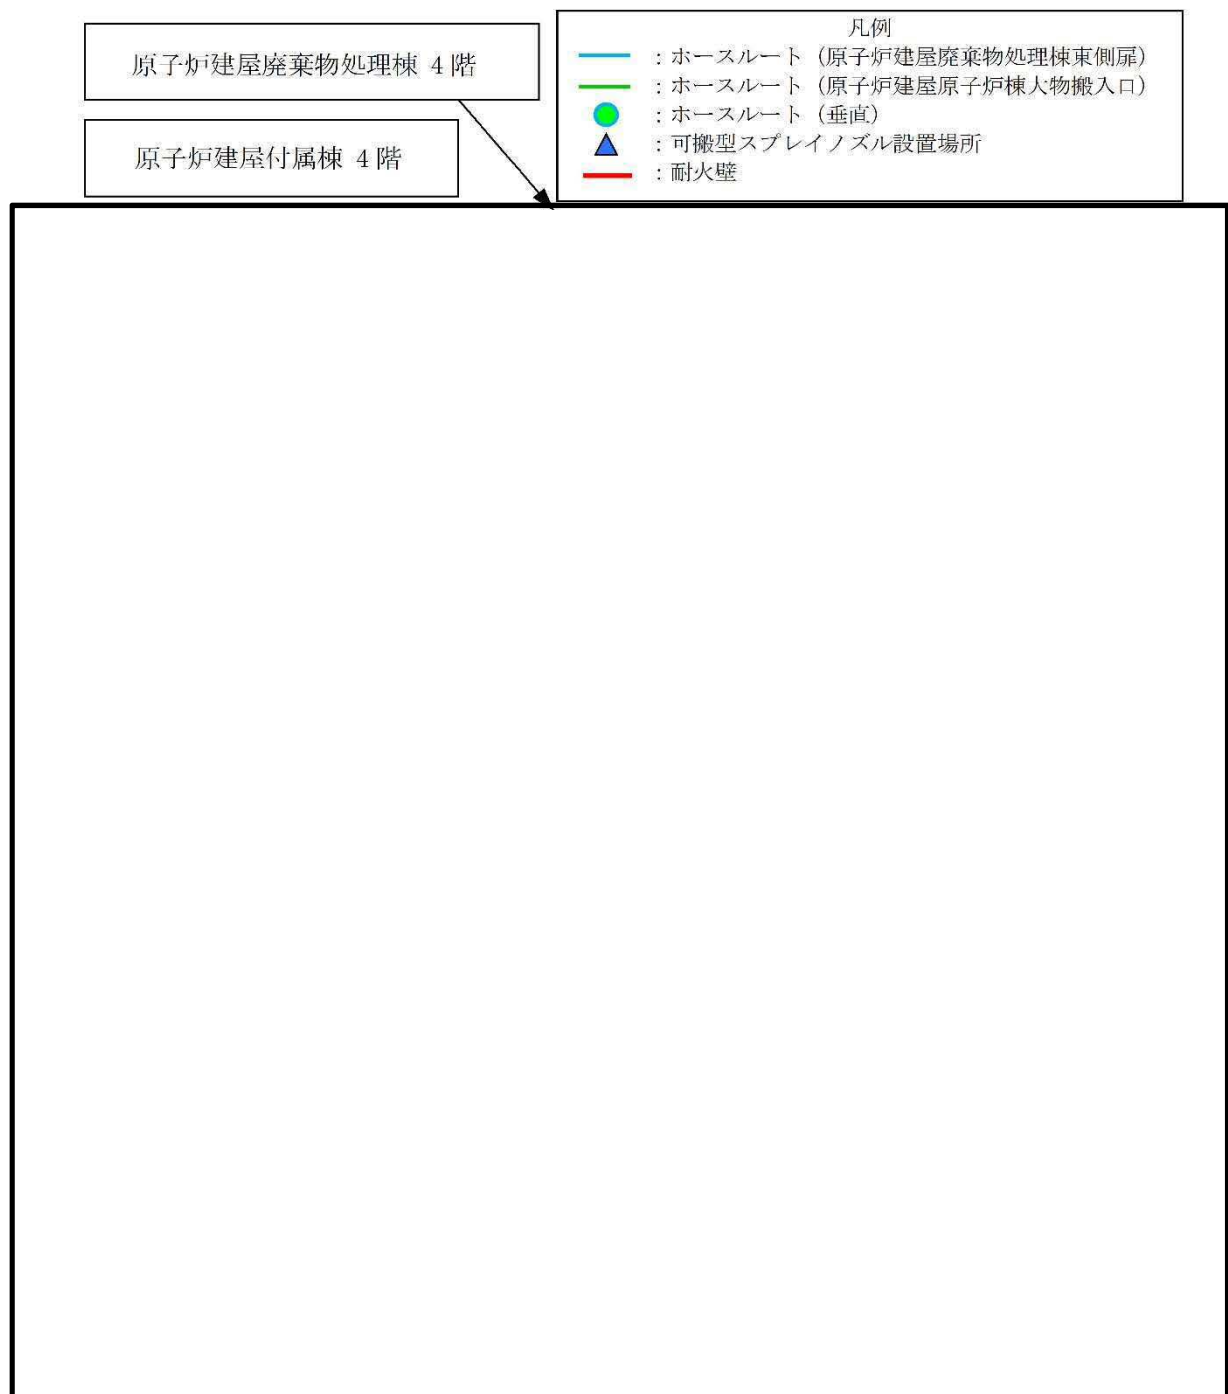 原子炉建屋廃棄物処理棟 4階
原子炉建屋付属棟 4階
凡例
：ホースルート（原子炉建屋廃棄物処理棟東側扉）
：ホースルート（原子炉建屋原子炉棟大物搬入口）
：ホースルート（垂直）
：可搬型スプレイノズル設置場所
：耐火壁